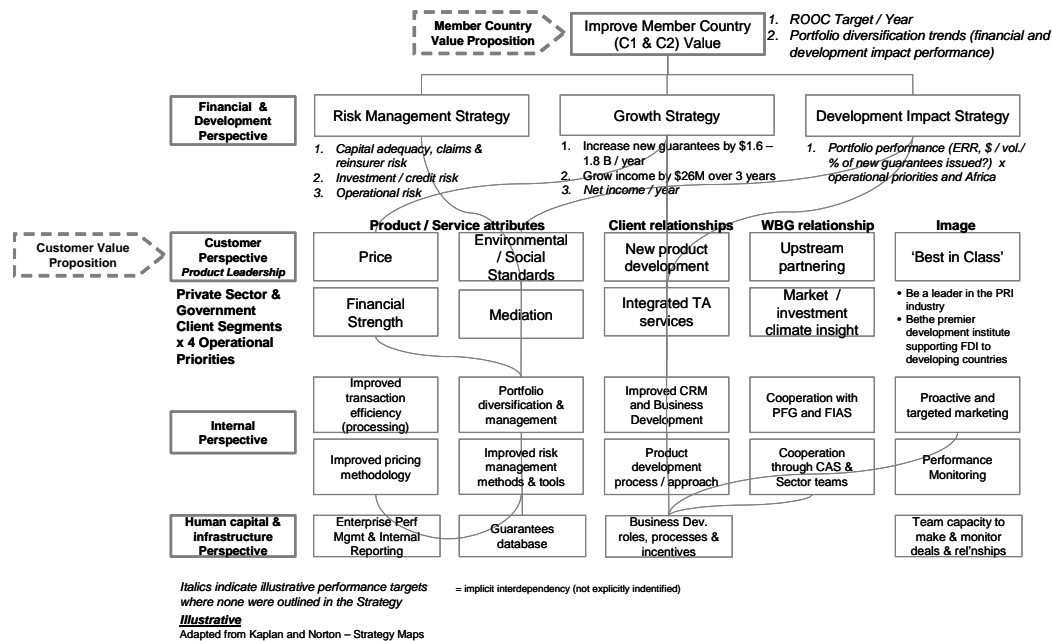 Member Country
Value Proposition
Improve Member Country
(C1 & C2) Value
1. ROOC Target / Year
2. Portfolio diversification trends (financial and
development impact performance)
Financial &
Development
Perspective
Risk Management Strategy
Growth Strategy
Development Impact Strategy
1. Capital adequacy, claims &
reinsurer risk
2. Investment / credit risk
3. Operational risk
1. Increase new guarantees by $1.6 –
1.8 B / year
2. Grow income by $26M over 3 years
3. Net income / year
1. Portfolio performance (ERR, $ / vol./
% of new guarantees issued?) x
operational priorities and Africa
Product / Service attributes
Client relationships
WBG relationship
Image
Customer Value
Proposition
Customer
Perspective
Product Leadership
Price
Environmental
/ Social
Standards
New product
development
Upstream
partnering
‘Best in Class’
Private Sector &
Government
Client Segments
x 4 Operational
Priorities
Financial
Strength
Mediation
Integrated TA
services
Market /
investment
climate insight
• Be a leader in the PRI
industry
• Bethe premier
development institute
supporting FDI to
developing countries
Internal
Perspective
Improved
transaction
efficiency
(processing)
Portfolio
diversification &
management
Improved CRM
and Business
Development
Cooperation with
PFG and FIAS
Proactive and
targeted marketing
Improved pricing
methodology
Improved risk
management
methods & tools
Product
development
process / approach
Cooperation
through CAS &
Sector teams
Performance
Monitoring
Human capital &
infrastructure
Perspective
Enterprise Perf
Mgmt & Internal
Reporting
Guarantees
database
Business Dev.
roles, processes &
incentives
Team capacity to
make & monitor
deals & rel'nships
Italics indicate illustrative performance targets
where none were outlined in the Strategy
= implicit interdependency (not explicitly indentified)
Illustrative
Adapted from Kaplan and Norton – Strategy Maps